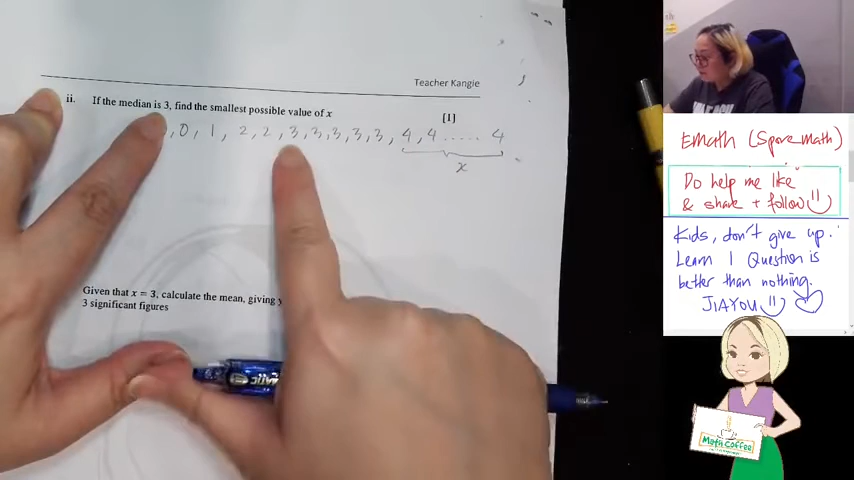 Teacher Kangie
ii. If the median is 3, find the smallest possible value of x
[1]
, 0, 1, 2, 2, 3, 3, 3, 3, 3, 4, 4 ..... 4
x
Given that x = 3, calculate the mean, giving
3 significant figures
EMath (Spore Math)
Do help me like
& share + follow
Kids, don't give up.
Learn 1 Question is
better than nothing.
JIAYOU
Math Coffee